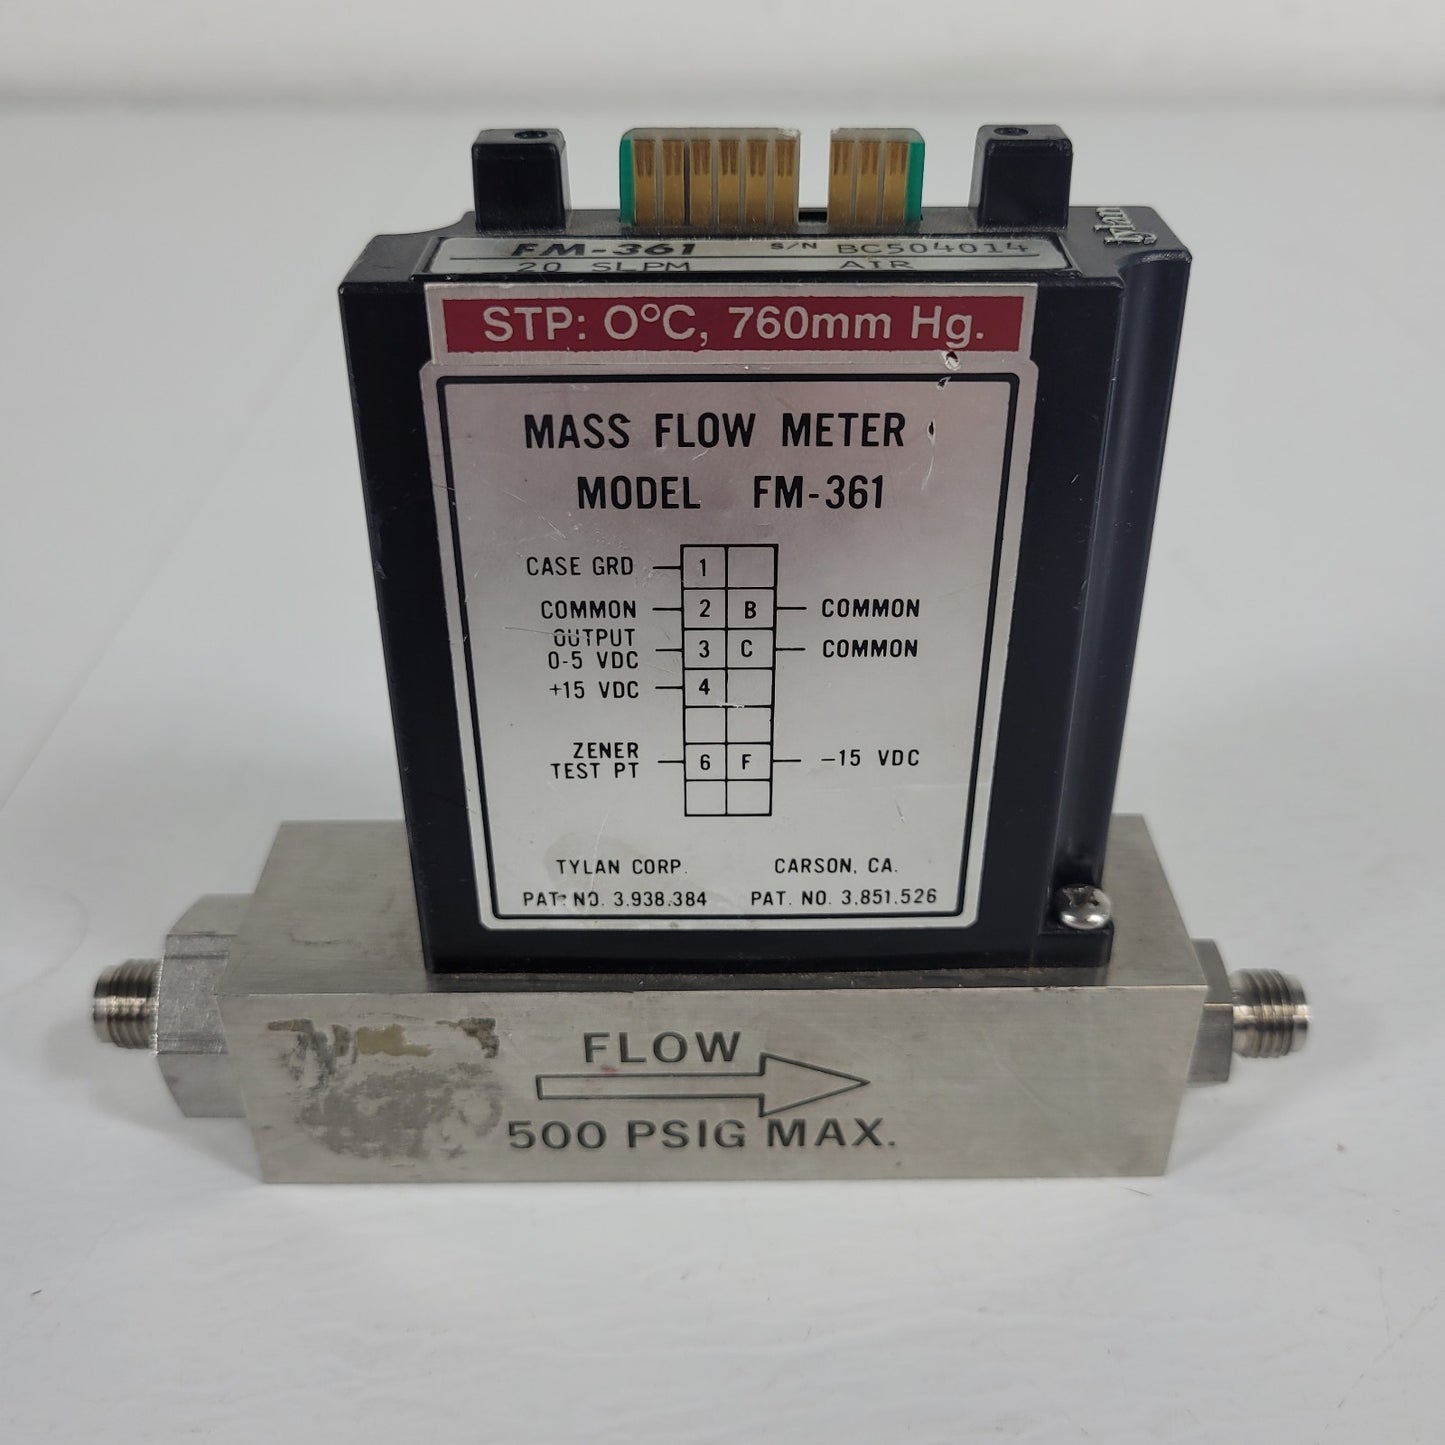 Tylan
FM-361 S/N BC504014
20 SLPM AIR
STP: 0°C, 760mm Hg.
MASS FLOW METER
MODEL FM-361
CASE GRD 1
COMMON 2 B COMMON
OUTPUT
0-5 VDC 3 C COMMON
+15 VDC 4
ZENER
TEST PT 6 F -15 VDC
TYLAN CORP. CARSON, CA.
PAT. NO. 3,938,384 PAT. NO. 3,851,526
FLOW
500 PSIG MAX.